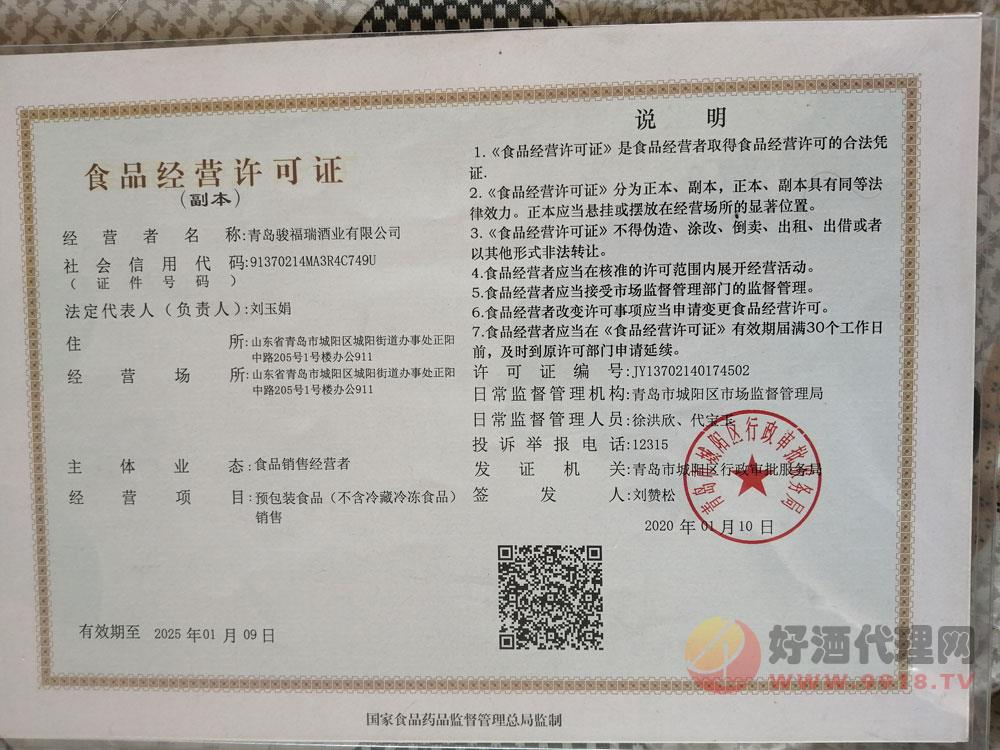 食品经营许可证
(副本)
经营者名称:青岛骏福瑞酒业有限公司
社会信用代码:91370214MA3R4C749U
(证件号码)
法定代表人(负责人):刘玉娟
住所:山东省青岛市城阳区城阳街道办事处正阳
中路205号1号楼办公911
经营场所:山东省青岛市城阳区城阳街道办事处正阳
中路205号1号楼办公911
主体业态:食品销售经营者
经营项目:预包装食品(不含冷藏冷冻食品)
销售
有效期至 2025年01月09日
说明
1.《食品经营许可证》是食品经营者取得食品经营许可的合法凭
证.
2.《食品经营许可证》分为正本、副本,正本、副本具有同等法
律效力。正本应当悬挂或摆放在经营场所的显著位置。
3.《食品经营许可证》不得伪造、涂改、倒卖、出租、出借或者
以其他形式非法转让。
4.食品经营者应当在核准的许可范围内展开经营活动。
5.食品经营者应当接受市场监督管理部门的监督管理。
6.食品经营者改变许可事项应当申请变更食品经营许可。
7.食品经营者应当在《食品经营许可证》有效期届满30个工作日
前,及时到原许可部门申请延续。
许可证编号:JY13702140174502
日常监督管理机构:青岛市城阳区市场监督管理局
日常监督管理人员:徐洪欣、代宝玉
投诉举报电话:12315
发证机关:青岛市城阳区行政审批服务局
签发人:刘赞松
2020年01月10日
青岛市城阳区行政审批服务局
好酒代理网
www.9918.TV
国家食品药品监督管理总局监制